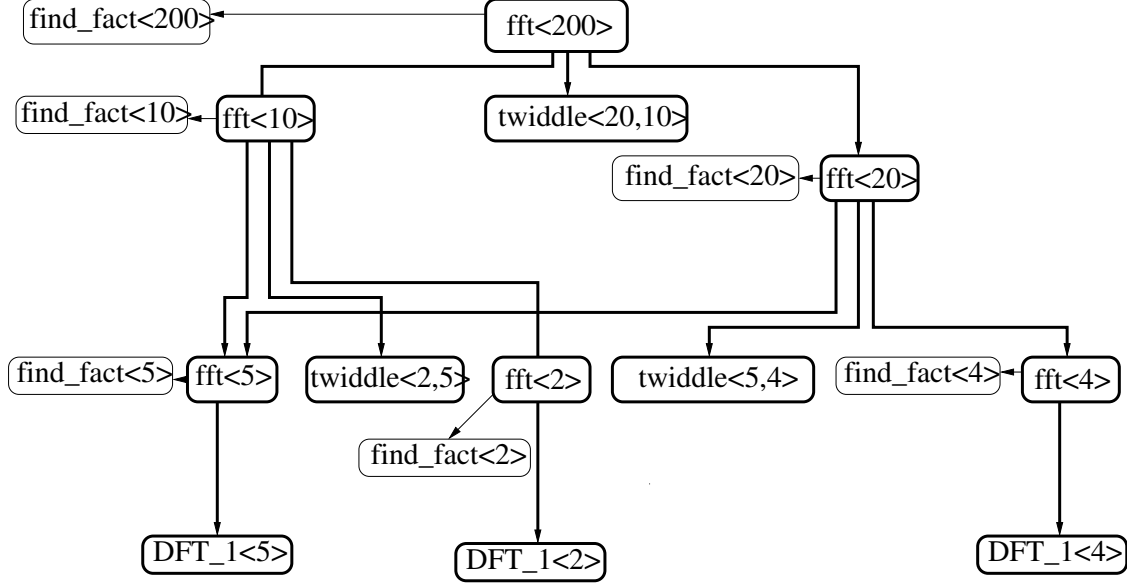 find_fact<200>
fft<200>
find_fact<10>
fft<10>
twiddle<20,10>
find_fact<20>
fft<20>
find_fact<5>
fft<5>
twiddle<2,5>
fft<2>
twiddle<5,4>
find_fact<4>
fft<4>
find_fact<2>
DFT_1<5>
DFT_1<2>
DFT_1<4>